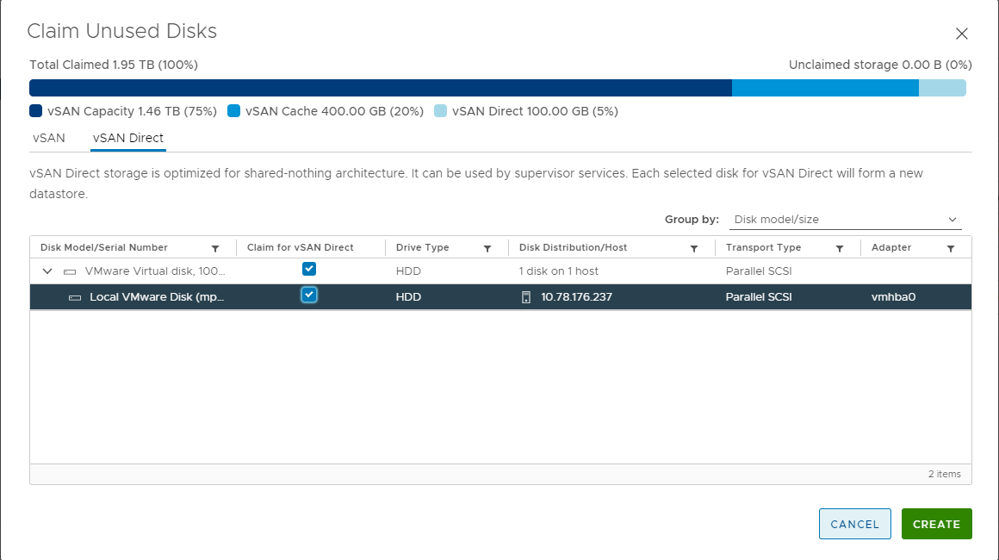 Claim Unused Disks
Total Claimed 1.95 TB (100%) Unclaimed storage 0.00 B (0%)
vSAN Capacity 1.46 TB (75%) vSAN Cache 400.00 GB (20%) vSAN Direct 100.00 GB (5%)
vSAN vSAN Direct
vSAN Direct storage is optimized for shared-nothing architecture. It can be used by supervisor services. Each selected disk for vSAN Direct will form a new
datastore.
Group by: Disk model/size
Disk Model/Serial Number Claim for vSAN Direct Drive Type Disk Distribution/Host Transport Type Adapter
VMware Virtual disk, 100... HDD 1 disk on 1 host Parallel SCSI
Local VMware Disk (mp... HDD 10.78.176.237 Parallel SCSI vmhba0
2 items
CANCEL CREATE